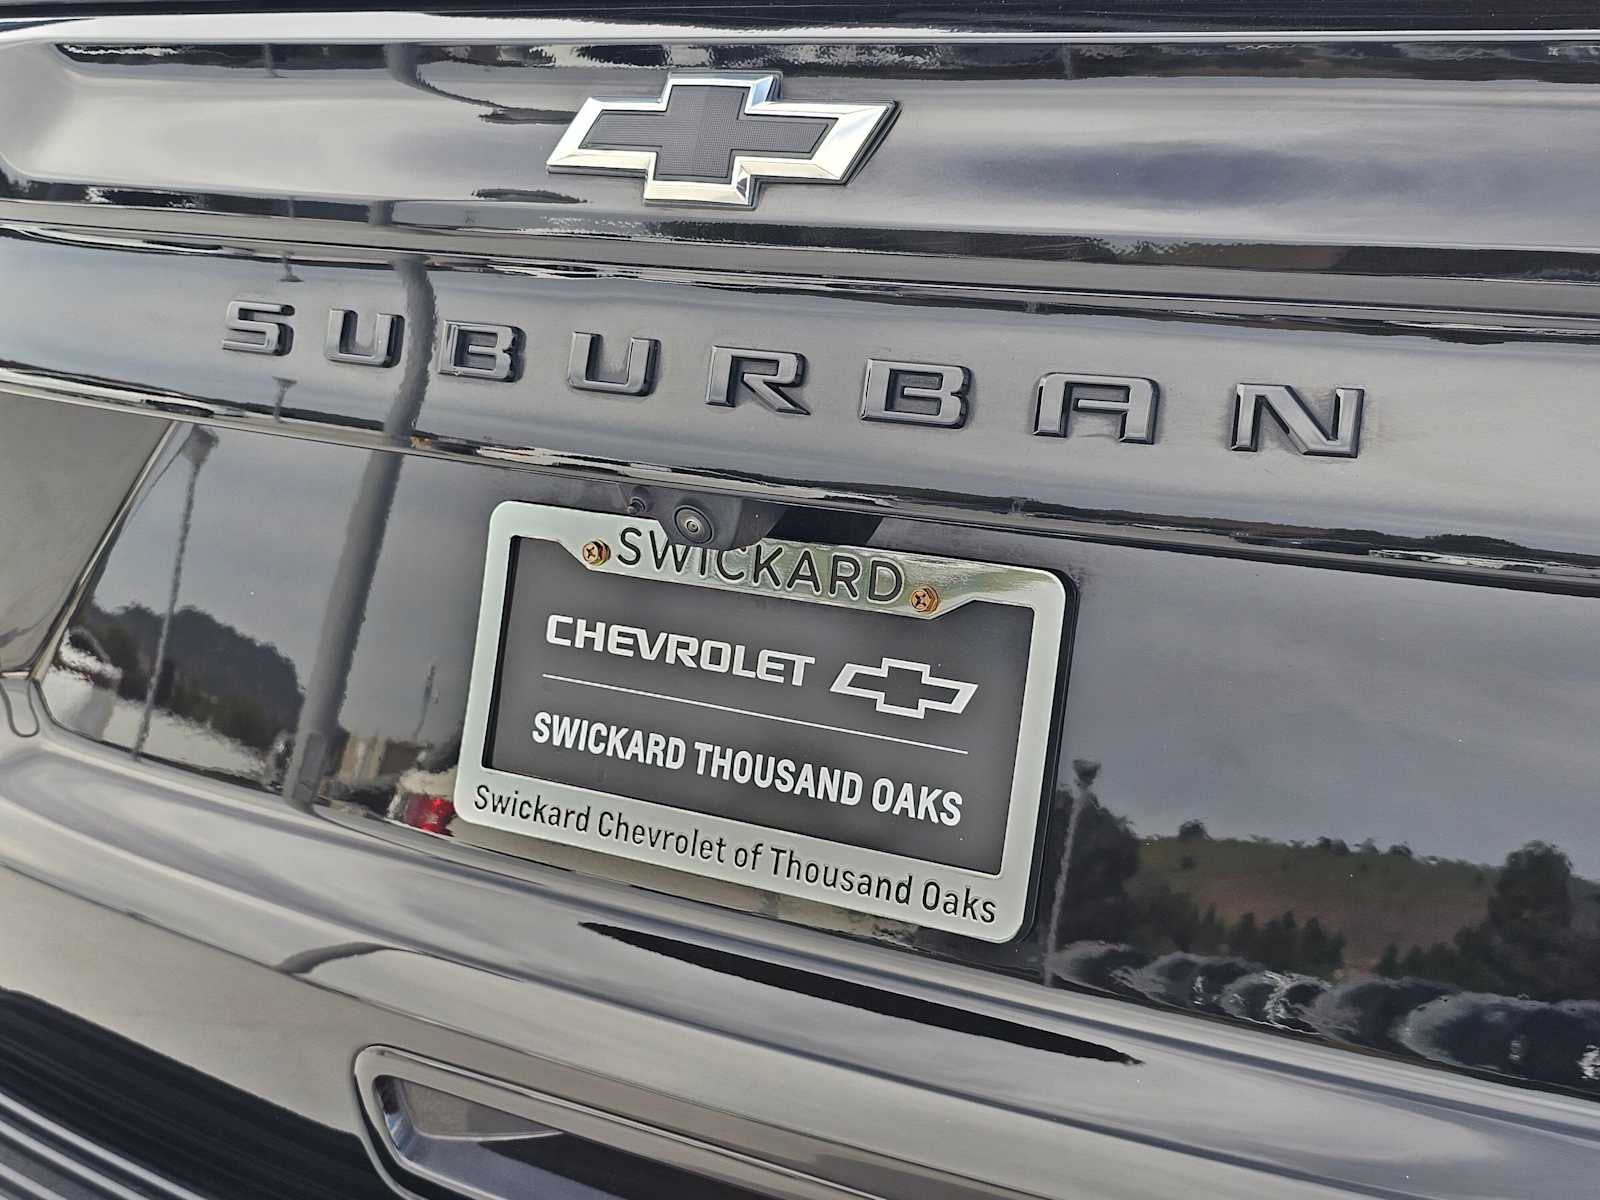 SUBURBAN
SWICKARD
CHEVROLET
SWICKARD THOUSAND OAKS
Swickard Chevrolet of Thousand Oaks